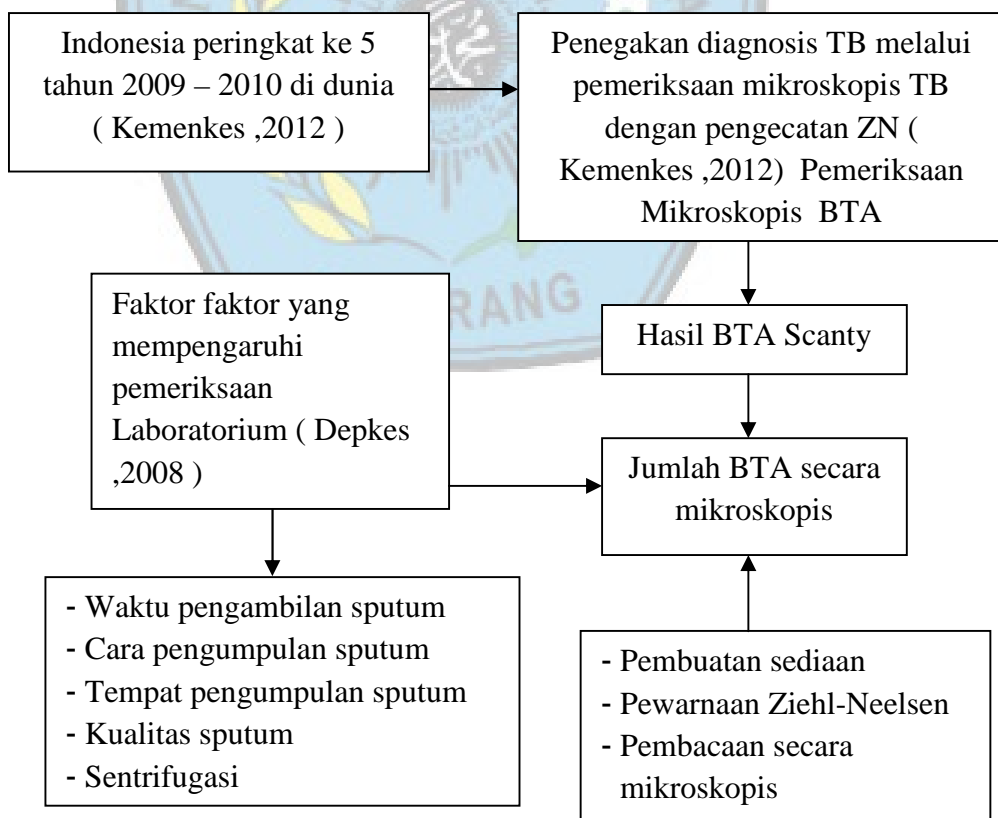 Indonesia peringkat ke 5
tahun 2009 – 2010 di dunia
( Kemenkes ,2012 )
Penegakan diagnosis TB melalui
pemeriksaan mikroskopis TB
dengan pengecatan ZN (
Kemenkes ,2012) Pemeriksaan
Mikroskopis BTA
Faktor faktor yang
mempengaruhi
pemeriksaan
Laboratorium ( Depkes
,2008 )
RANG
Hasil BTA Scanty
Jumlah BTA secara
mikroskopis
- Waktu pengambilan sputum
- Cara pengumpulan sputum
- Tempat pengumpulan sputum
- Kualitas sputum
- Sentrifugasi
- Pembuatan sediaan
- Pewarnaan Ziehl-Neelsen
- Pembacaan secara
mikroskopis